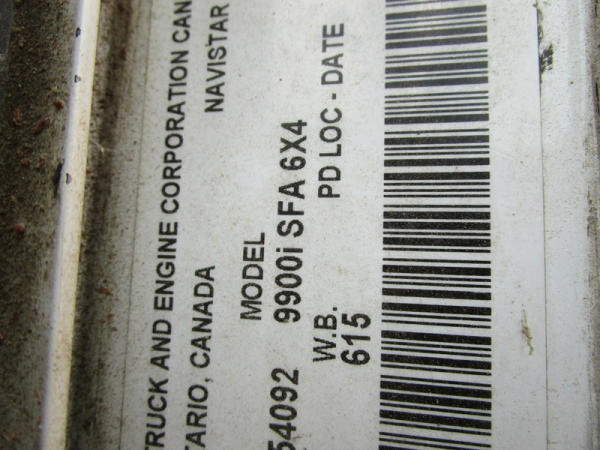 TRUCK AND ENGINE CORPORATION CAN
TARIO, CANADA NAVISTAR
MODEL
54092 9900i SFA 6X4
W.B. PD LOC - DATE
615